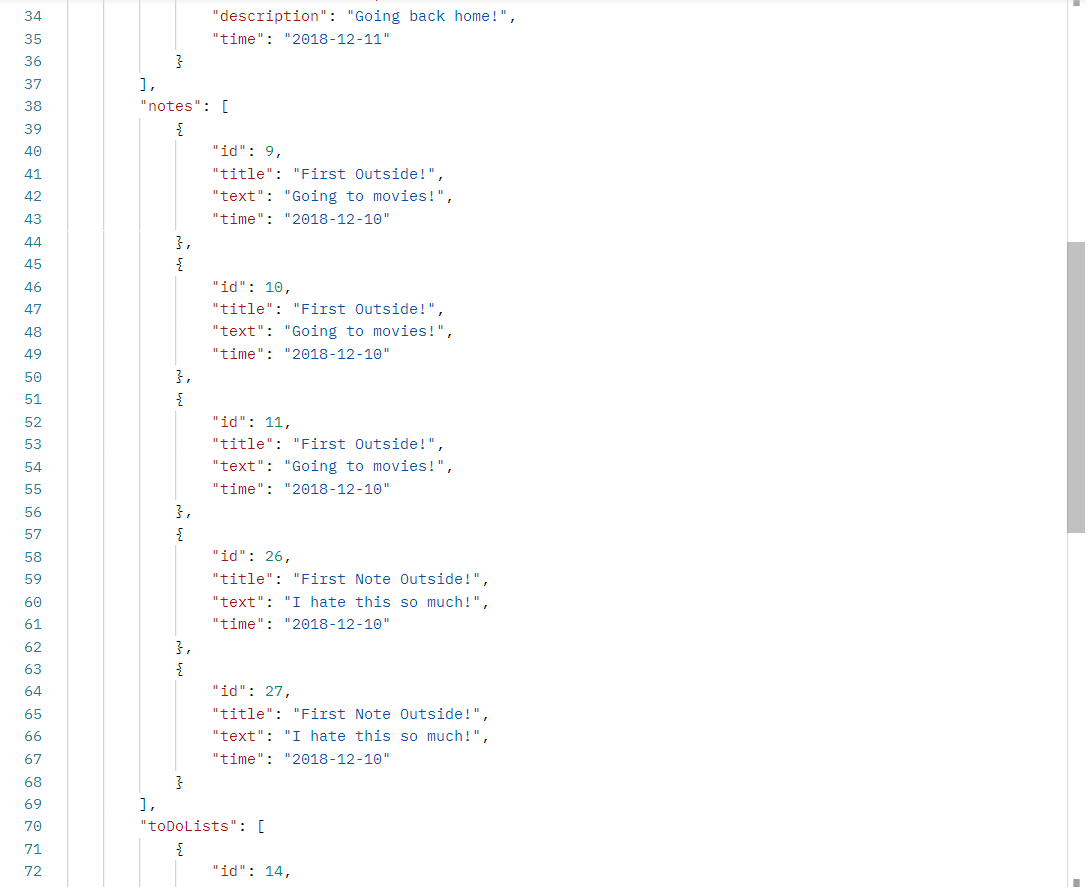 34 "description": "Going back home!",
35 "time": "2018-12-11"
36 }
37 ],
38 "notes": [
39 {
40 "id": 9,
41 "title": "First Outside!",
42 "text": "Going to movies!",
43 "time": "2018-12-10"
44 },
45 {
46 "id": 10,
47 "title": "First Outside!",
48 "text": "Going to movies!",
49 "time": "2018-12-10"
50 },
51 {
52 "id": 11,
53 "title": "First Outside!",
54 "text": "Going to movies!",
55 "time": "2018-12-10"
56 },
57 {
58 "id": 26,
59 "title": "First Note Outside!",
60 "text": "I hate this so much!",
61 "time": "2018-12-10"
62 },
63 {
64 "id": 27,
65 "title": "First Note Outside!",
66 "text": "I hate this so much!",
67 "time": "2018-12-10"
68 }
69 ],
70 "toDoLists": [
71 {
72 "id": 14,